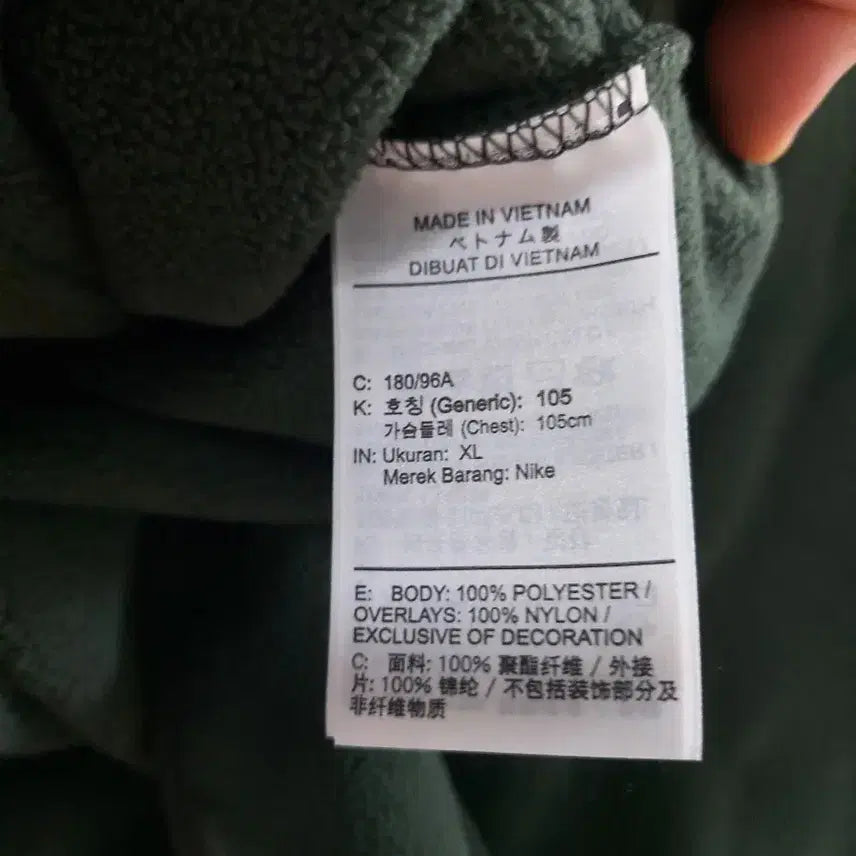 MADE IN VIETNAM
ベトナム製
DIBUAT DI VIETNAM
C: 180/96A
K: 호칭 (Generic): 105
가슴둘레 (Chest): 105cm
IN: Ukuran: XL
Merek Barang: Nike
E: BODY: 100% POLYESTER /
OVERLAYS: 100% NYLON /
EXCLUSIVE OF DECORATION
C: 面料: 100% 聚酯纤维 / 外接
片: 100% 锦纶 / 不包括装饰部分及
非纤维物质